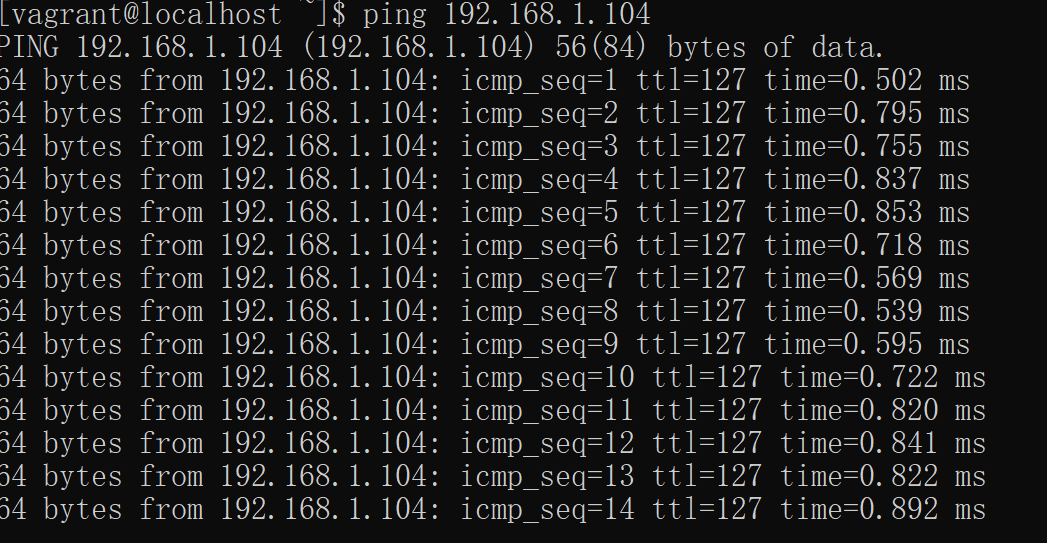 [vagrant@localhost ~]$ ping 192.168.1.104
PING 192.168.1.104 (192.168.1.104) 56(84) bytes of data.
64 bytes from 192.168.1.104: icmp_seq=1 ttl=127 time=0.502 ms
64 bytes from 192.168.1.104: icmp_seq=2 ttl=127 time=0.795 ms
64 bytes from 192.168.1.104: icmp_seq=3 ttl=127 time=0.755 ms
64 bytes from 192.168.1.104: icmp_seq=4 ttl=127 time=0.837 ms
64 bytes from 192.168.1.104: icmp_seq=5 ttl=127 time=0.853 ms
64 bytes from 192.168.1.104: icmp_seq=6 ttl=127 time=0.718 ms
64 bytes from 192.168.1.104: icmp_seq=7 ttl=127 time=0.569 ms
64 bytes from 192.168.1.104: icmp_seq=8 ttl=127 time=0.539 ms
64 bytes from 192.168.1.104: icmp_seq=9 ttl=127 time=0.595 ms
64 bytes from 192.168.1.104: icmp_seq=10 ttl=127 time=0.722 ms
64 bytes from 192.168.1.104: icmp_seq=11 ttl=127 time=0.820 ms
64 bytes from 192.168.1.104: icmp_seq=12 ttl=127 time=0.841 ms
64 bytes from 192.168.1.104: icmp_seq=13 ttl=127 time=0.822 ms
64 bytes from 192.168.1.104: icmp_seq=14 ttl=127 time=0.892 ms